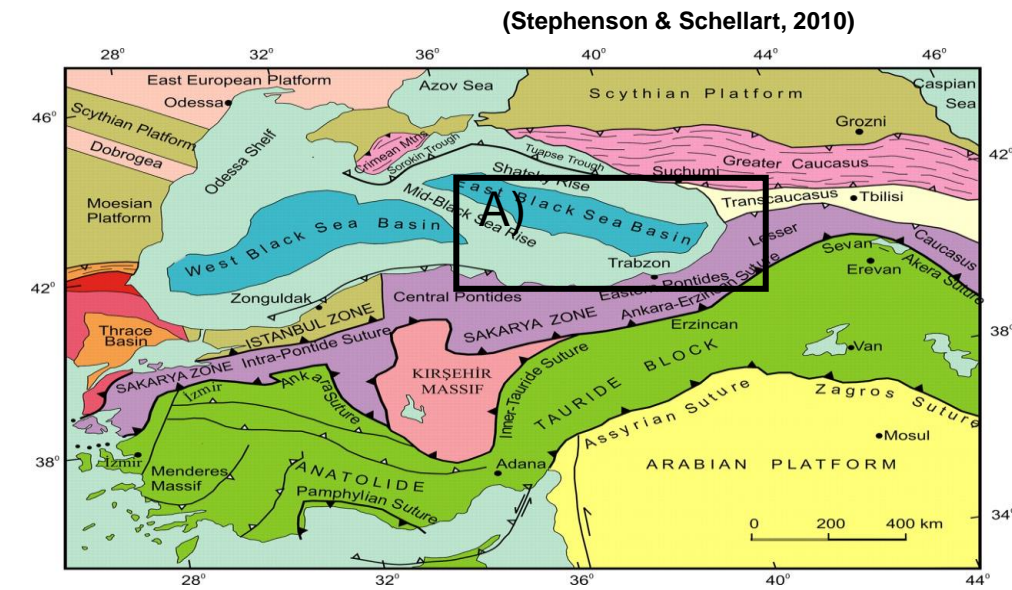 (Stephenson & Schellart, 2010)
28° 32° 36° 40° 44° 46°
East European Platform
Azov Sea
Caspian
Sea
Odessa
Scythian Platform
46°
Scythian Platform
Grozni
Dobrogea
Odessa Shelf
Crimean Mtns
Sorokin Trough
Tuapse Trough
Greater Caucasus
42°
Shatsky Rise
Suchumi
Moesian
Platform
A)
East Black Sea Basin
Mid-Black Sea Rise
Transcaucasus
Tbilisi
West Black Sea Basin
Lesser
Caucasus
Trabzon
Sevan
Akera Suture
Erevan
42°
Zonguldak
Central Pontides
Eastern Pontides
Ankara-Erzincan Suture
ISTANBUL ZONE
SAKARYA ZONE
Erzincan
38°
Thrace
Basin
Intra-Pontide Suture
SAKARYA ZONE
Van
KIRŞEHİR
MASSIF
İzmir
Ankara Suture
Inner-Tauride Suture
TAURIDE BLOCK
Assyrian Suture
Zagros Suture
Mosul
38°
İzmir
Menderes
Massif
ANATOLIDE
Adana
ARABIAN PLATFORM
Pamphylian Suture
34°
0 200 400 km
28° 32° 36° 40° 44°